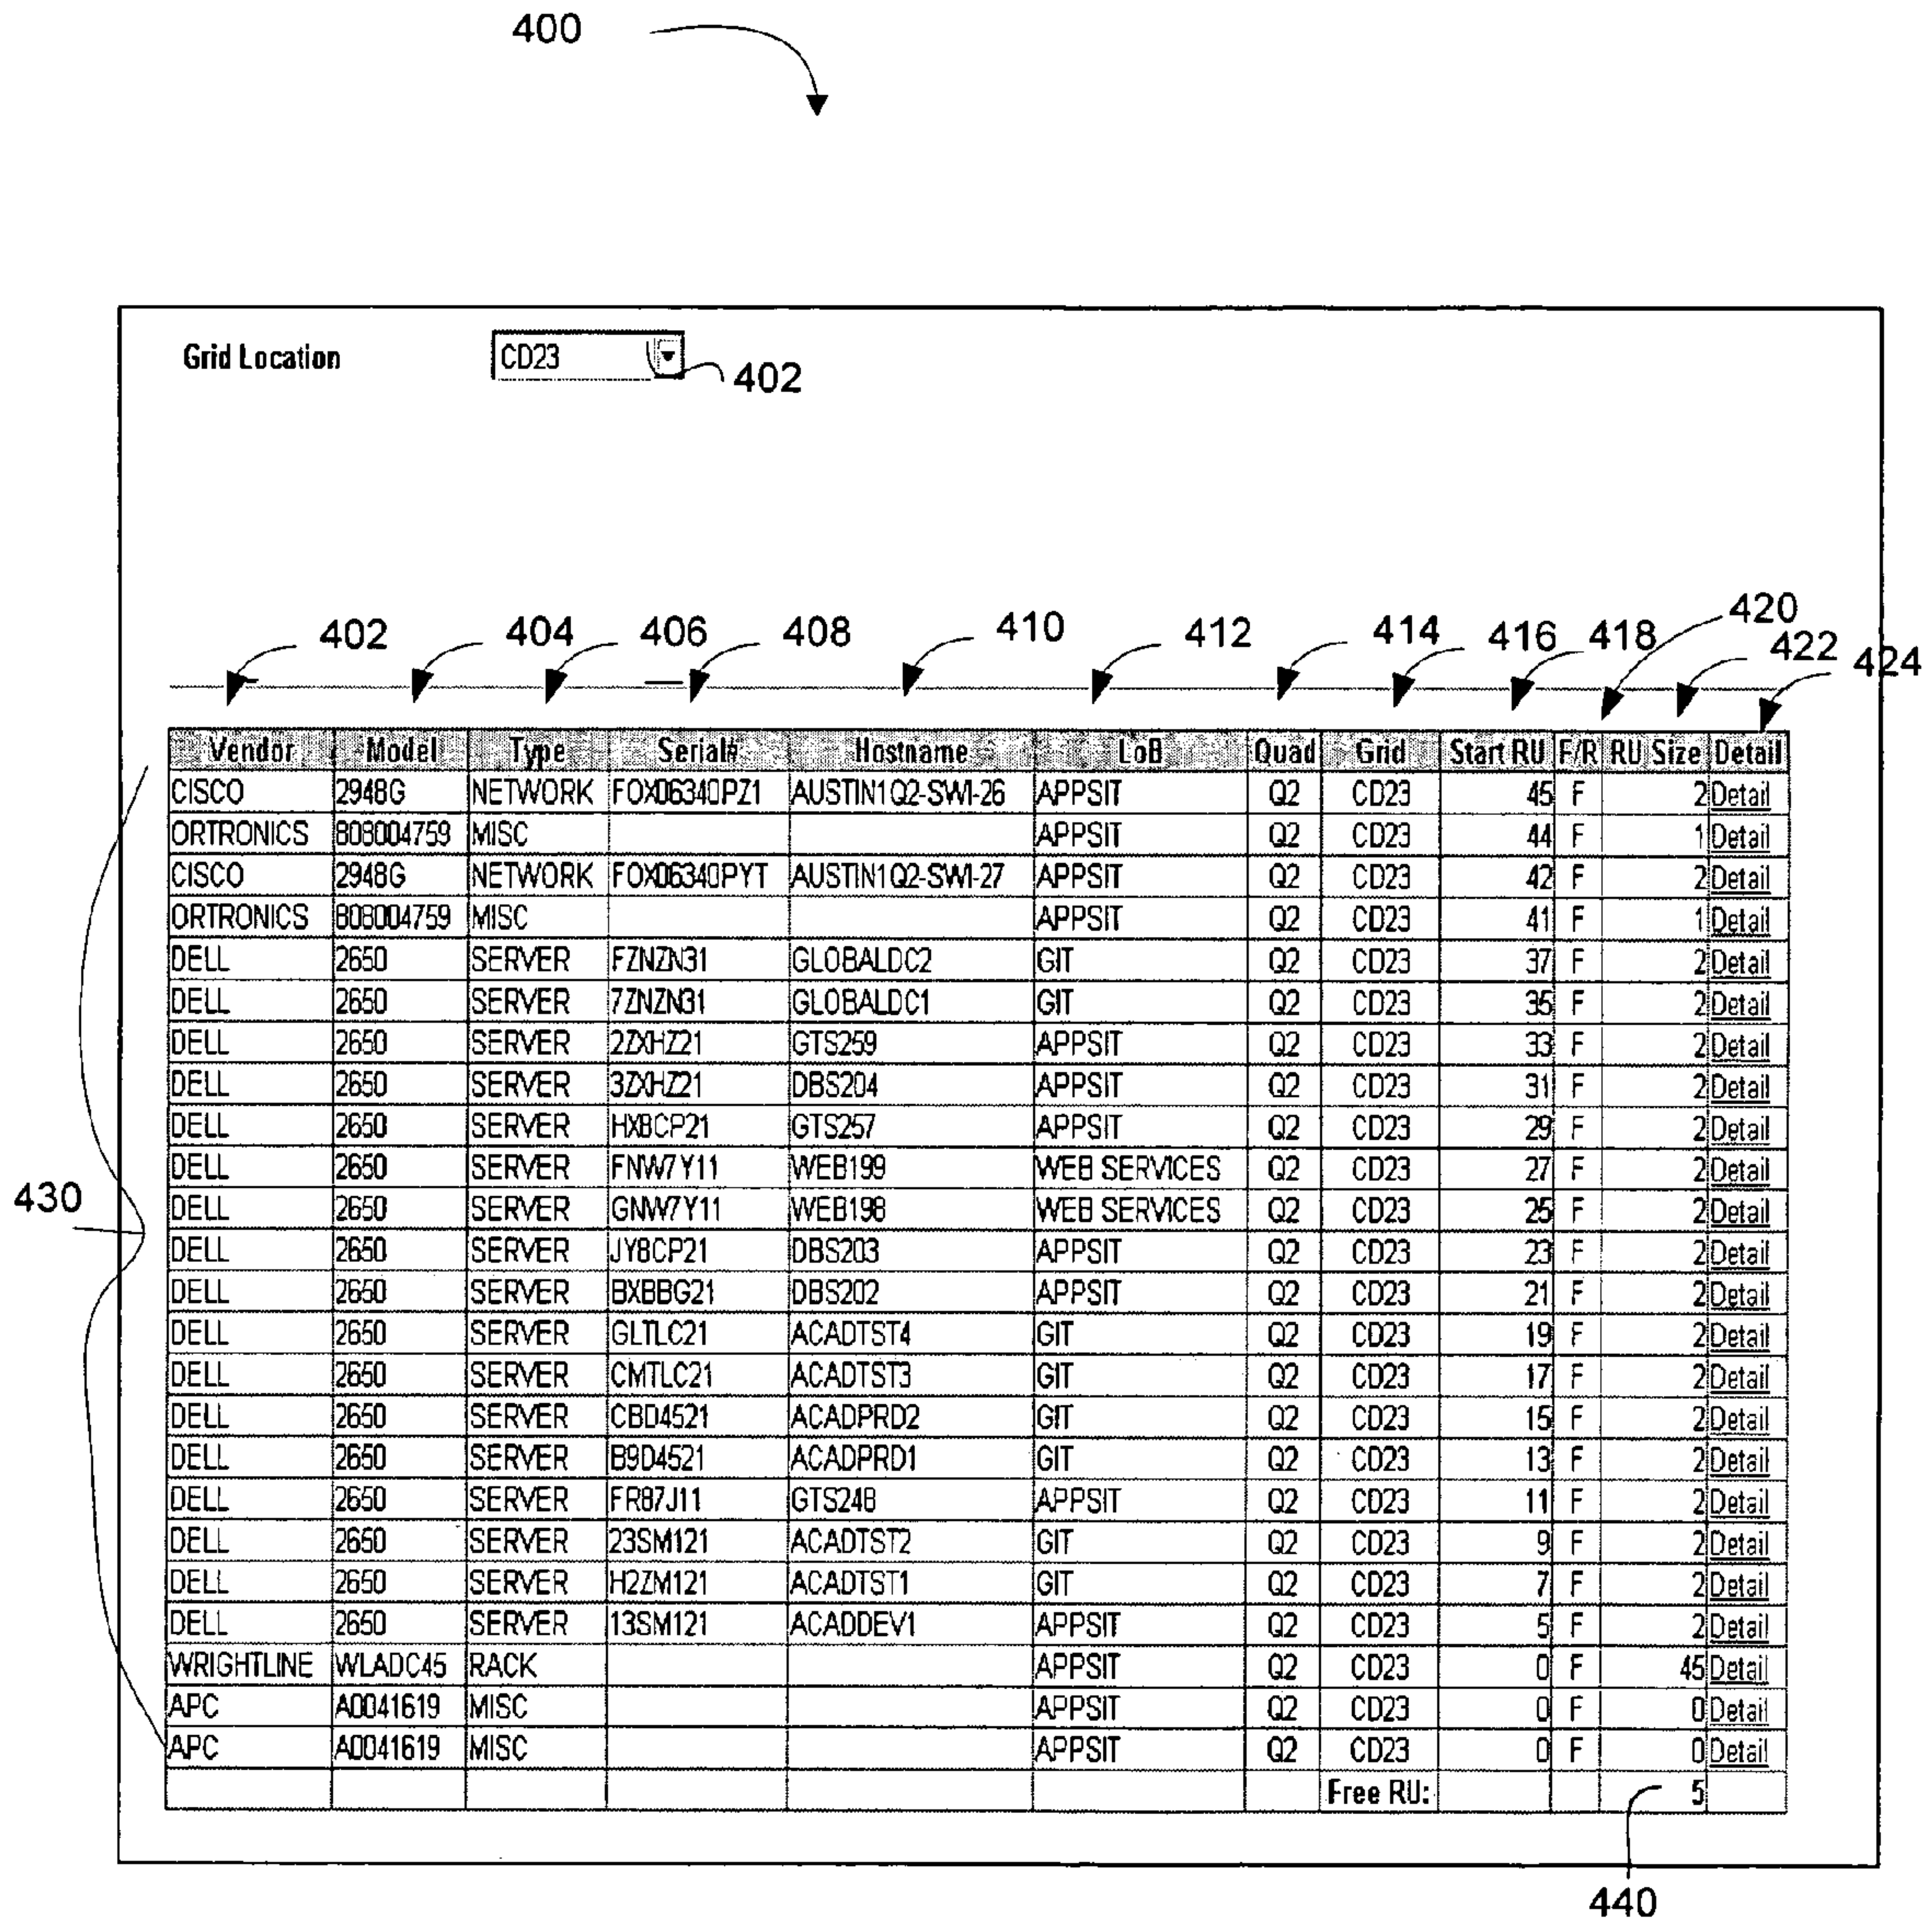 400
Grid Location CD23
402
402 404 406 408 410 412 414 416 418 420 422 424
Vendor Model Type Serial# Hostname LoB Quad Grid Start RU F/R RU Size Detail
CISCO 2948G NETWORK FOX06340PZ1 AUSTIN1Q2-SWI-26 APPSIT Q2 CD23 45 F 2 Detail
ORTRONICS 808004759 MISC APPSIT Q2 CD23 44 F 1 Detail
CISCO 2948G NETWORK FOX06340PYT AUSTIN1Q2-SWI-27 APPSIT Q2 CD23 42 F 2 Detail
ORTRONICS 808004759 MISC APPSIT Q2 CD23 41 F 1 Detail
DELL 2650 SERVER FZNZN31 GLOBALDC2 GIT Q2 CD23 37 F 2 Detail
DELL 2650 SERVER 7ZNZN31 GLOBALDC1 GIT Q2 CD23 35 F 2 Detail
DELL 2650 SERVER 2ZXHZ21 GTS259 APPSIT Q2 CD23 33 F 2 Detail
DELL 2650 SERVER 3ZXHZ21 DBS204 APPSIT Q2 CD23 31 F 2 Detail
DELL 2650 SERVER HX8CP21 GTS257 APPSIT Q2 CD23 29 F 2 Detail
DELL 2650 SERVER FNW7Y11 WEB199 WEB SERVICES Q2 CD23 27 F 2 Detail
DELL 2650 SERVER GNW7Y11 WEB198 WEB SERVICES Q2 CD23 25 F 2 Detail
430
DELL 2650 SERVER JY8CP21 DBS203 APPSIT Q2 CD23 23 F 2 Detail
DELL 2650 SERVER BXBBG21 DBS202 APPSIT Q2 CD23 21 F 2 Detail
DELL 2650 SERVER GLTLC21 ACADTST4 GIT Q2 CD23 19 F 2 Detail
DELL 2650 SERVER CMTLC21 ACADTST3 GIT Q2 CD23 17 F 2 Detail
DELL 2650 SERVER CBD4521 ACADPRD2 GIT Q2 CD23 15 F 2 Detail
DELL 2650 SERVER B9D4521 ACADPRD1 GIT Q2 CD23 13 F 2 Detail
DELL 2650 SERVER FR87J11 GTS248 APPSIT Q2 CD23 11 F 2 Detail
DELL 2650 SERVER 23SM121 ACADTST2 GIT Q2 CD23 9 F 2 Detail
DELL 2650 SERVER H2ZM121 ACADTST1 GIT Q2 CD23 7 F 2 Detail
DELL 2650 SERVER 13SM121 ACADDEV1 APPSIT Q2 CD23 5 F 2 Detail
WRIGHTLINE WLADC45 RACK APPSIT Q2 CD23 0 F 45 Detail
APC A0041619 MISC APPSIT Q2 CD23 0 F 0 Detail
APC A0041619 MISC APPSIT Q2 CD23 0 F 0 Detail
Free RU: 5
440